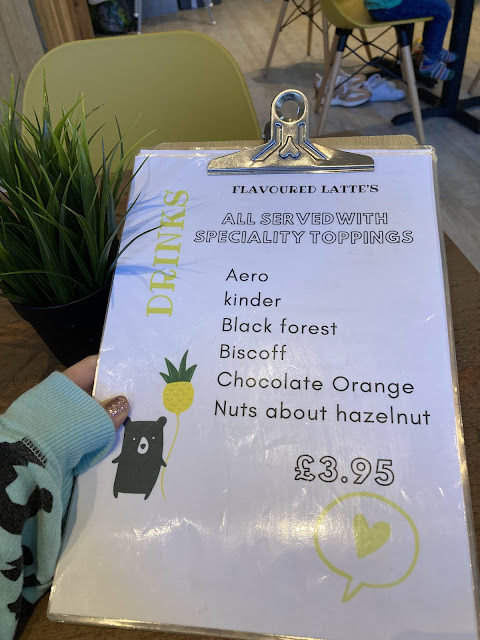 FLAVOURED LATTE'S
DRINKS
ALL SERVED WITH
SPECIALITY TOPPINGS
Aero
kinder
Black forest
Biscoff
Chocolate Orange
Nuts about hazelnut
£3.95